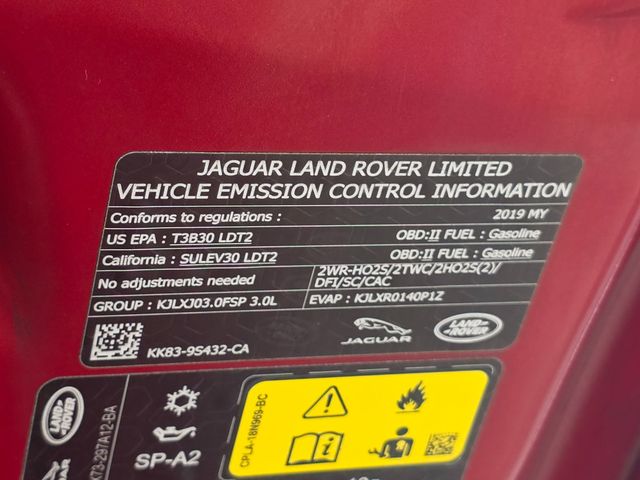 JAGUAR LAND ROVER LIMITED
VEHICLE EMISSION CONTROL INFORMATION
Conforms to regulations : 2019 MY
US EPA : T3B30 LDT2 OBD:II FUEL : Gasoline
California : SULEV30 LDT2 OBD:II FUEL : Gasoline
No adjustments needed 2WR-HO2S/2TWC/2HO2S(2)/
DFI/SC/CAC
GROUP : KJLXJ03.0FSP 3.0L EVAP : KJLXR0140P1Z
KK83-9S432-CA
JAGUAR
LAND ROVER
LAND ROVER
SP-A2
CPLA-18N969-BC